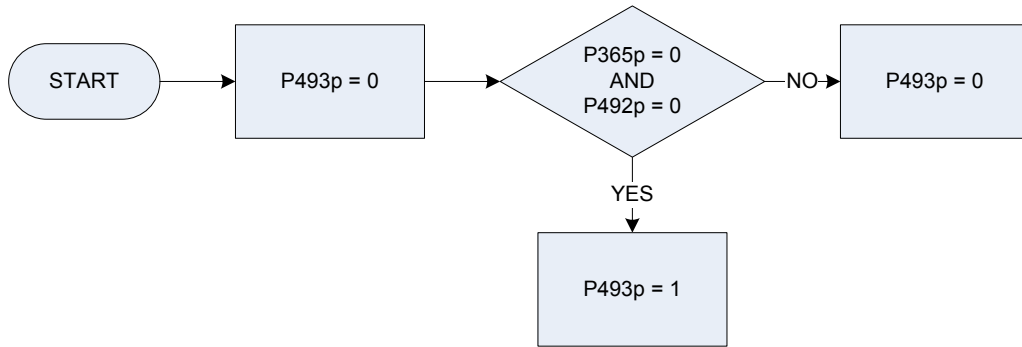 START
P493p = 0
P365p = 0
AND
P492p = 0
NO
P493p = 0
YES
P493p = 1